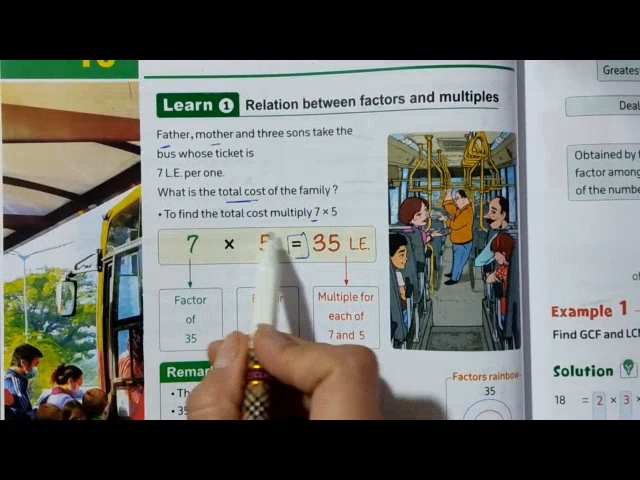 Learn 1 Relation between factors and multiples
Father, mother and three sons take the
bus whose ticket is
7 L.E. per one.
What is the total cost of the family ?
• To find the total cost multiply 7 × 5
7 × 5 = 35 L.E.
Factor
of
35
Multiple for
each of
7 and 5
Remar
• Th
• 35
Factors rainbow
35
Greates
Deal
Obtained by
factor among
of the numbe
Example 1
Find GCF and LC
Solution
18 = 2 × 3 ×